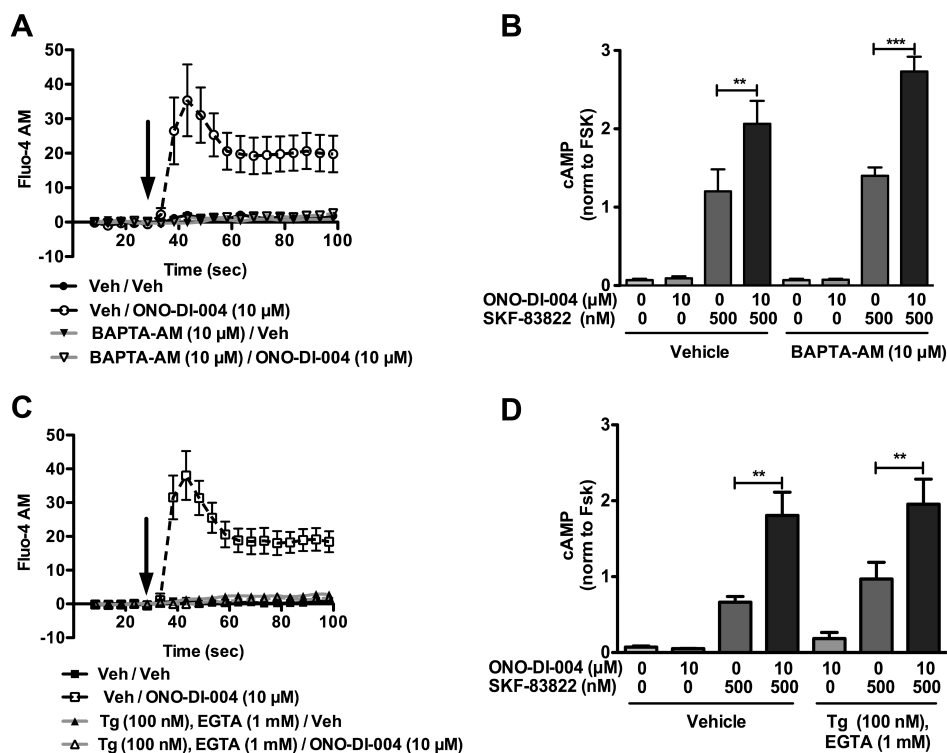 A
50
40
30
20
10
0
-10
Fluo-4 AM
20 40 60 80 100
Time (sec)
Veh / Veh
Veh / ONO-DI-004 (10 µM)
BAPTA-AM (10 µM) / Veh
BAPTA-AM (10 µM) / ONO-DI-004 (10 µM)
B
3
2
1
0
cAMP
(norm to FSK)
**
***
ONO-DI-004 (µM) 0 10 0 10 0 10 0 10
SKF-83822 (nM) 0 0 500 500 0 0 500 500
Vehicle BAPTA-AM (10 µM)
C
50
40
30
20
10
0
-10
Fluo-4 AM
20 40 60 80 100
Time (sec)
Veh / Veh
Veh / ONO-DI-004 (10 µM)
Tg (100 nM), EGTA (1 mM) / Veh
Tg (100 nM), EGTA (1 mM) / ONO-DI-004 (10 µM)
D
3
2
1
0
cAMP
(norm to Fsk)
**
**
ONO-DI-004 (µM) 0 10 0 10 10 0 10
SKF-83822 (nM) 0 0 500 500 0 500 500
Vehicle Tg (100 nM),
EGTA (1 mM)